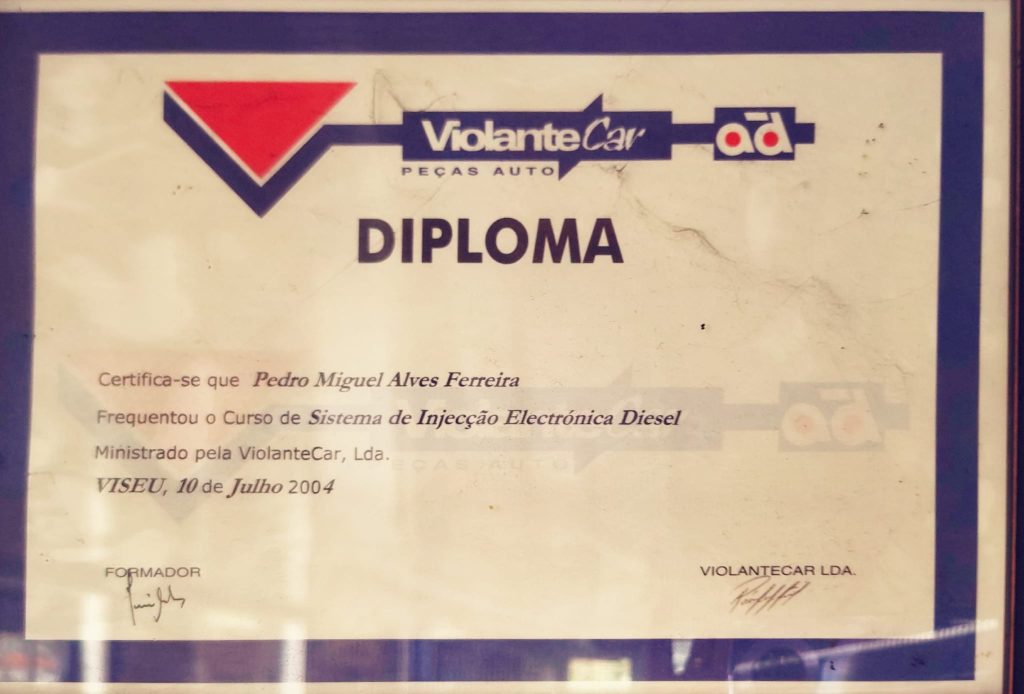 ViolanteCar
ad
PEÇAS AUTO
DIPLOMA
Certifica-se que Pedro Miguel Alves Ferreira
Frequentou o Curso de Sistema de Injecção Electrónica Diesel
Ministrado pela ViolanteCar, Lda.
VISEU, 10 de Julho 2004
FORMADOR
VIOLANTECAR LDA.